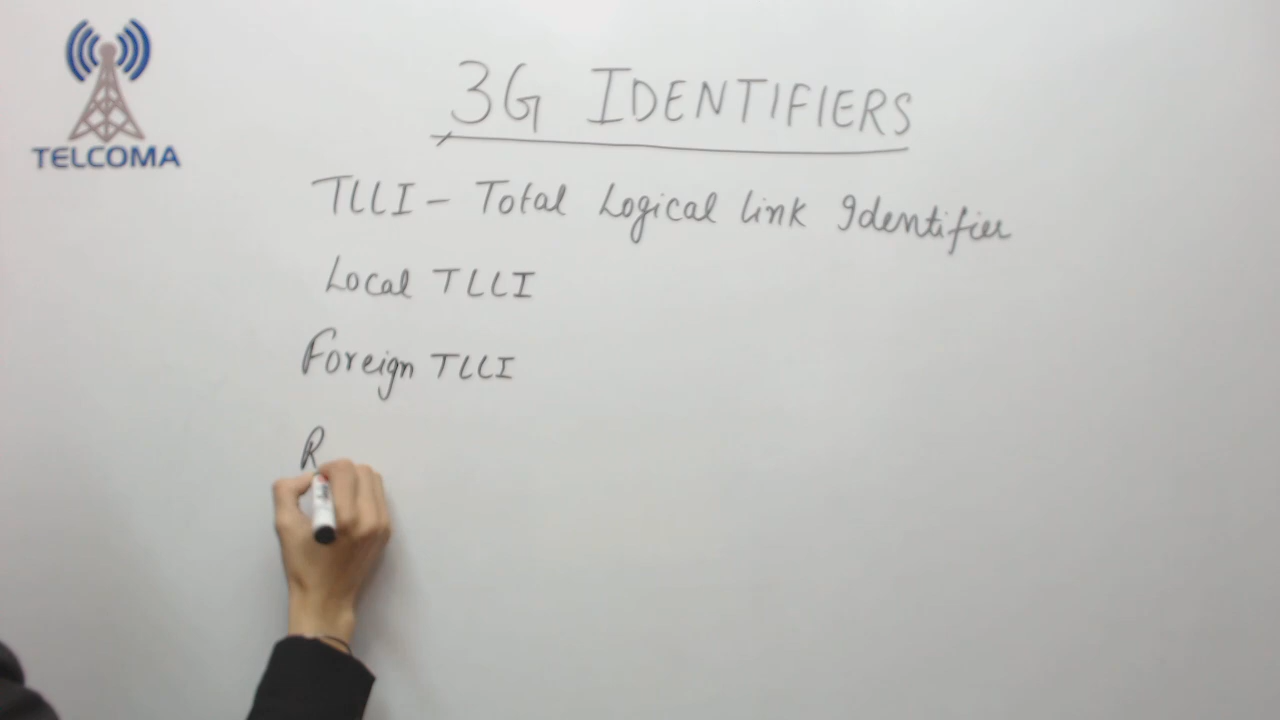 TELCOMA
3G IDENTIFIERS
TLLI - Total Logical Link Identifier
Local TLLI
Foreign TLLI
R